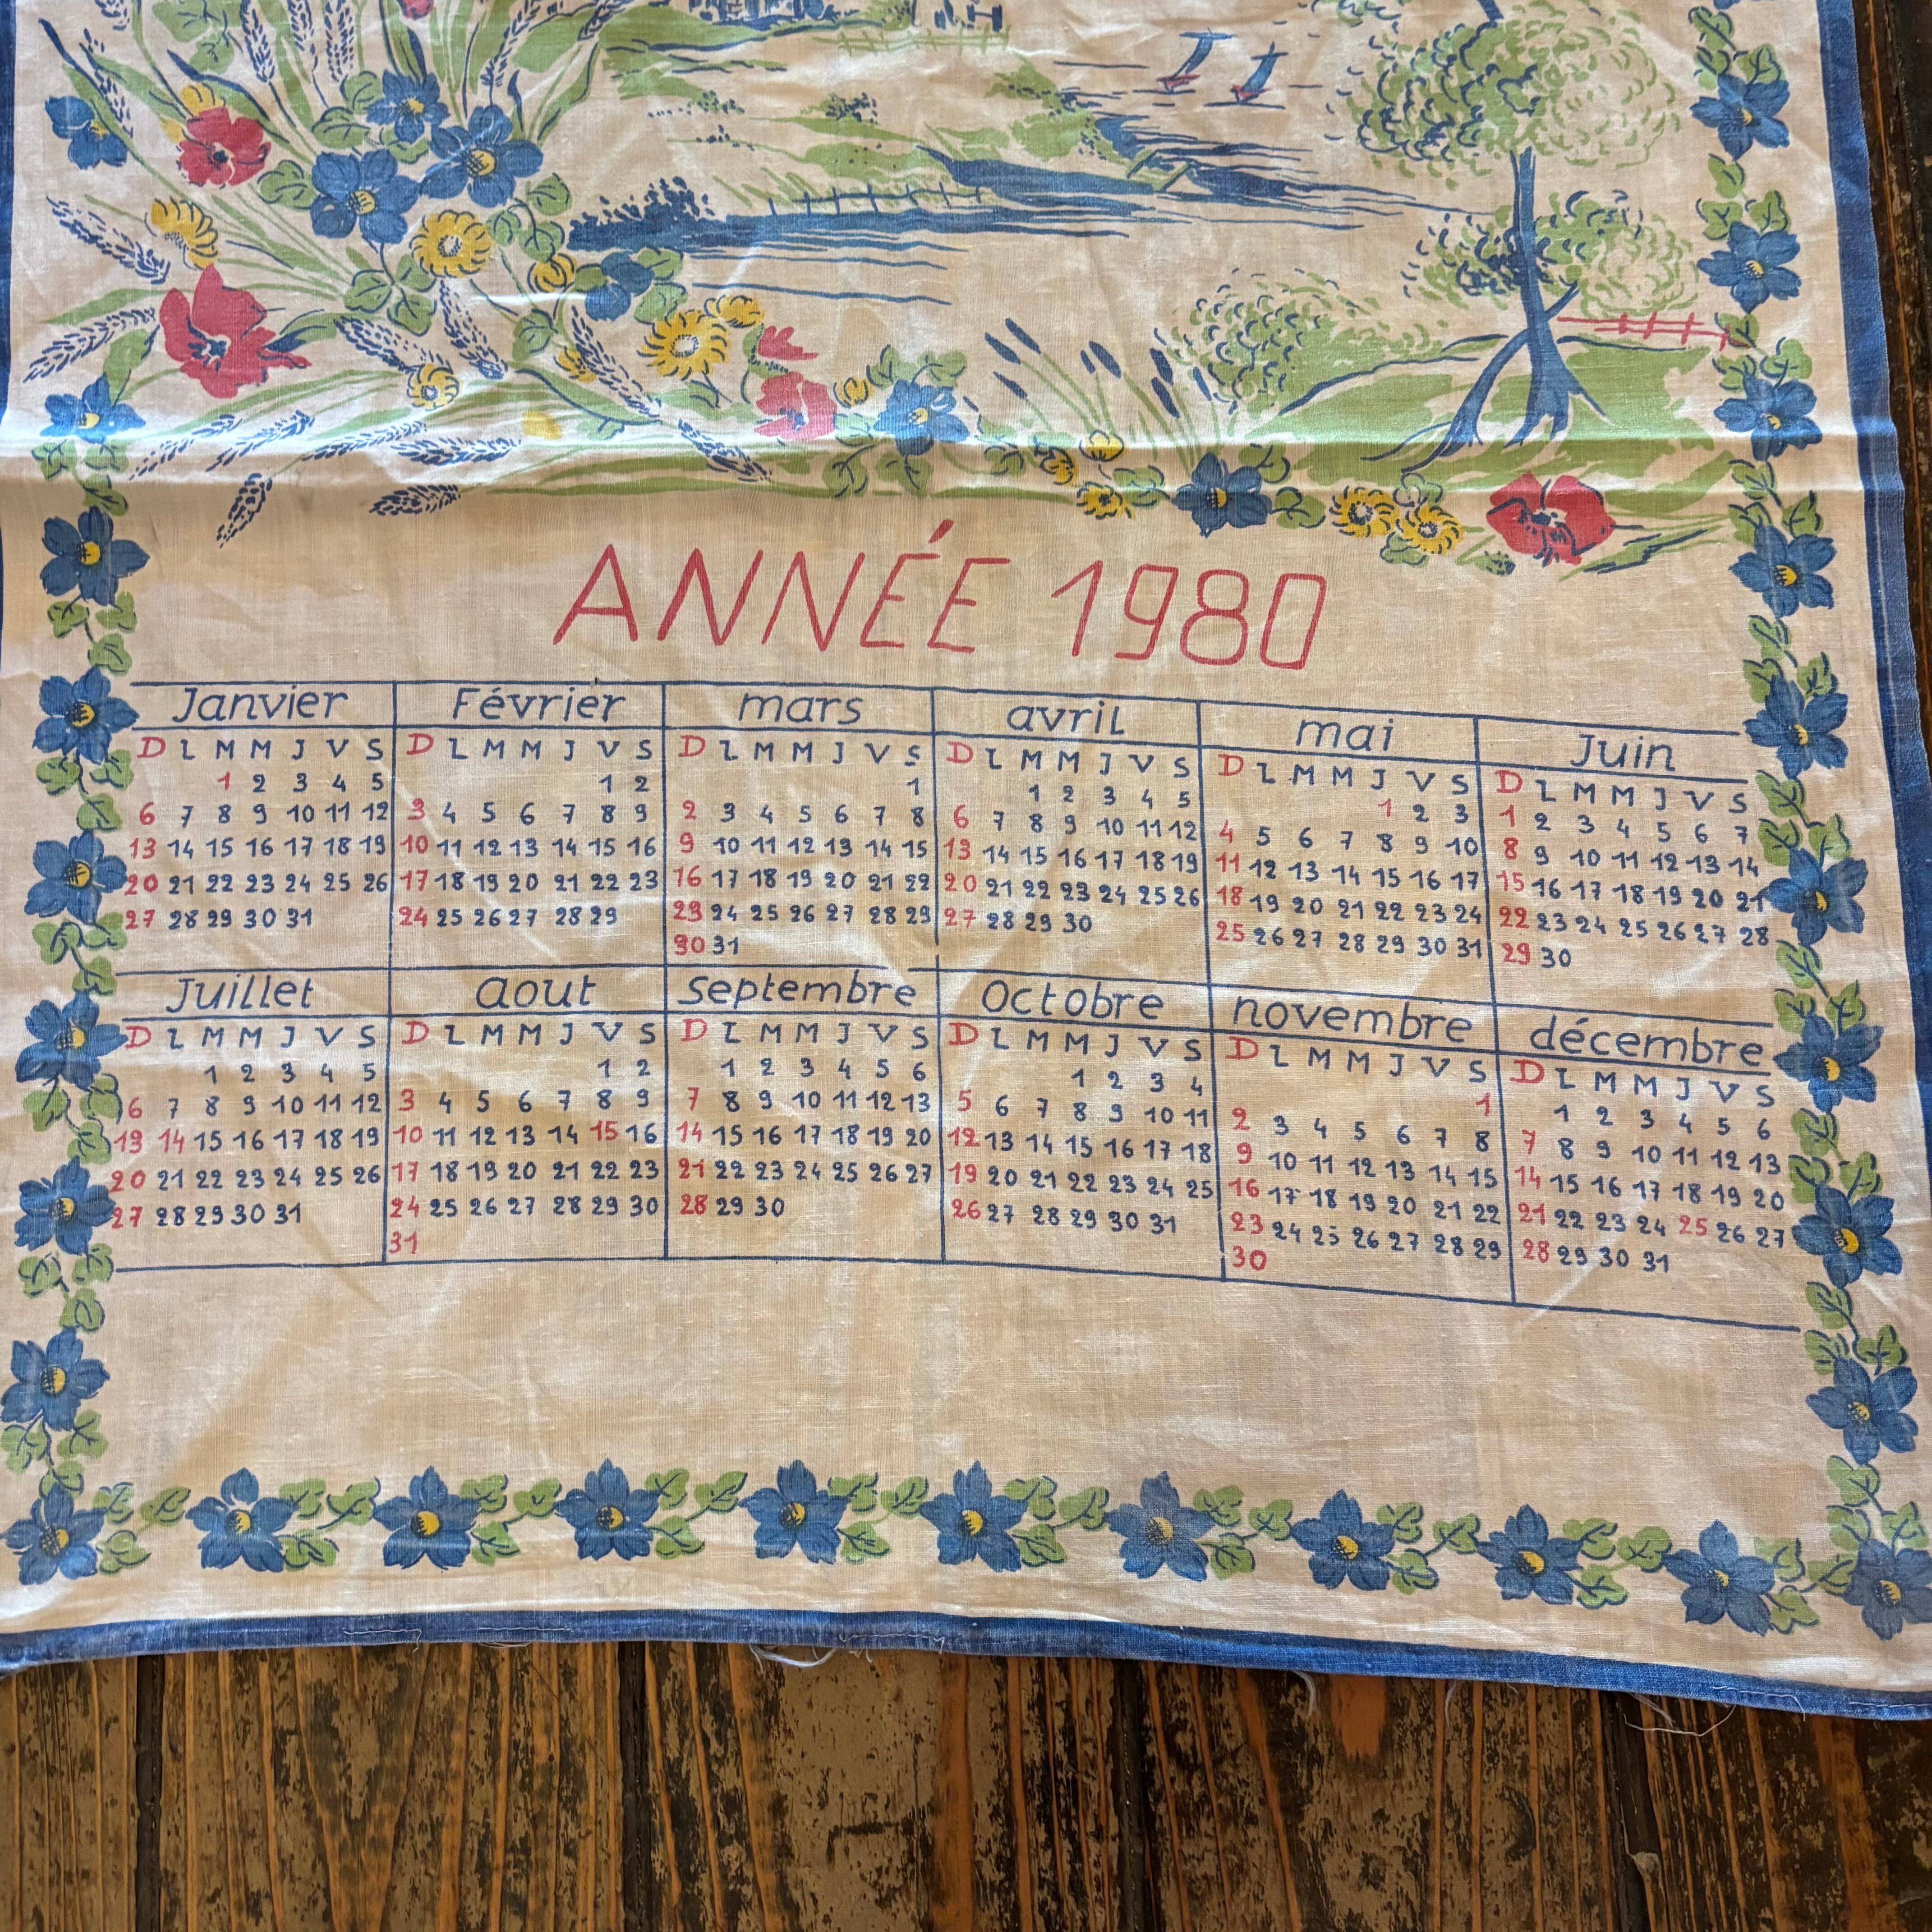 ANNÉE 1980
Janvier
D L M M J V S
1 2 3 4 5
6 7 8 9 10 11 12
13 14 15 16 17 18 19
20 21 22 23 24 25 26
27 28 29 30 31
Février
D L M M J V S
1 2
3 4 5 6 7 8 9
10 11 12 13 14 15 16
17 18 19 20 21 22 23
24 25 26 27 28 29
mars
D L M M J V S
1
2 3 4 5 6 7 8
9 10 11 12 13 14 15
16 17 18 19 20 21 22
23 24 25 26 27 28 29
30 31
avril
D L M M J V S
1 2 3 4 5
6 7 8 9 10 11 12
13 14 15 16 17 18 19
20 21 22 23 24 25 26
27 28 29 30
mai
D L M M J V S
1 2 3
4 5 6 7 8 9 10
11 12 13 14 15 16 17
18 19 20 21 22 23 24
25 26 27 28 29 30 31
Juin
D L M M J V S
1 2 3 4 5 6 7
8 9 10 11 12 13 14
15 16 17 18 19 20 21
22 23 24 25 26 27 28
29 30
Juillet
D L M M J V S
1 2 3 4 5
6 7 8 9 10 11 12
13 14 15 16 17 18 19
20 21 22 23 24 25 26
27 28 29 30 31
aout
D L M M J V S
1 2
3 4 5 6 7 8 9
10 11 12 13 14 15 16
17 18 19 20 21 22 23
24 25 26 27 28 29 30
31
Septembre
D L M M J V S
1 2 3 4 5 6
7 8 9 10 11 12 13
14 15 16 17 18 19 20
21 22 23 24 25 26 27
28 29 30
Octobre
D L M M J V S
1 2 3 4
5 6 7 8 9 10 11
12 13 14 15 16 17 18
19 20 21 22 23 24 25
26 27 28 29 30 31
novembre
D L M M J V S
1
2 3 4 5 6 7 8
9 10 11 12 13 14 15
16 17 18 19 20 21 22
23 24 25 26 27 28 29
30
décembre
D L M M J V S
1 2 3 4 5 6
7 8 9 10 11 12 13
14 15 16 17 18 19 20
21 22 23 24 25 26 27
28 29 30 31